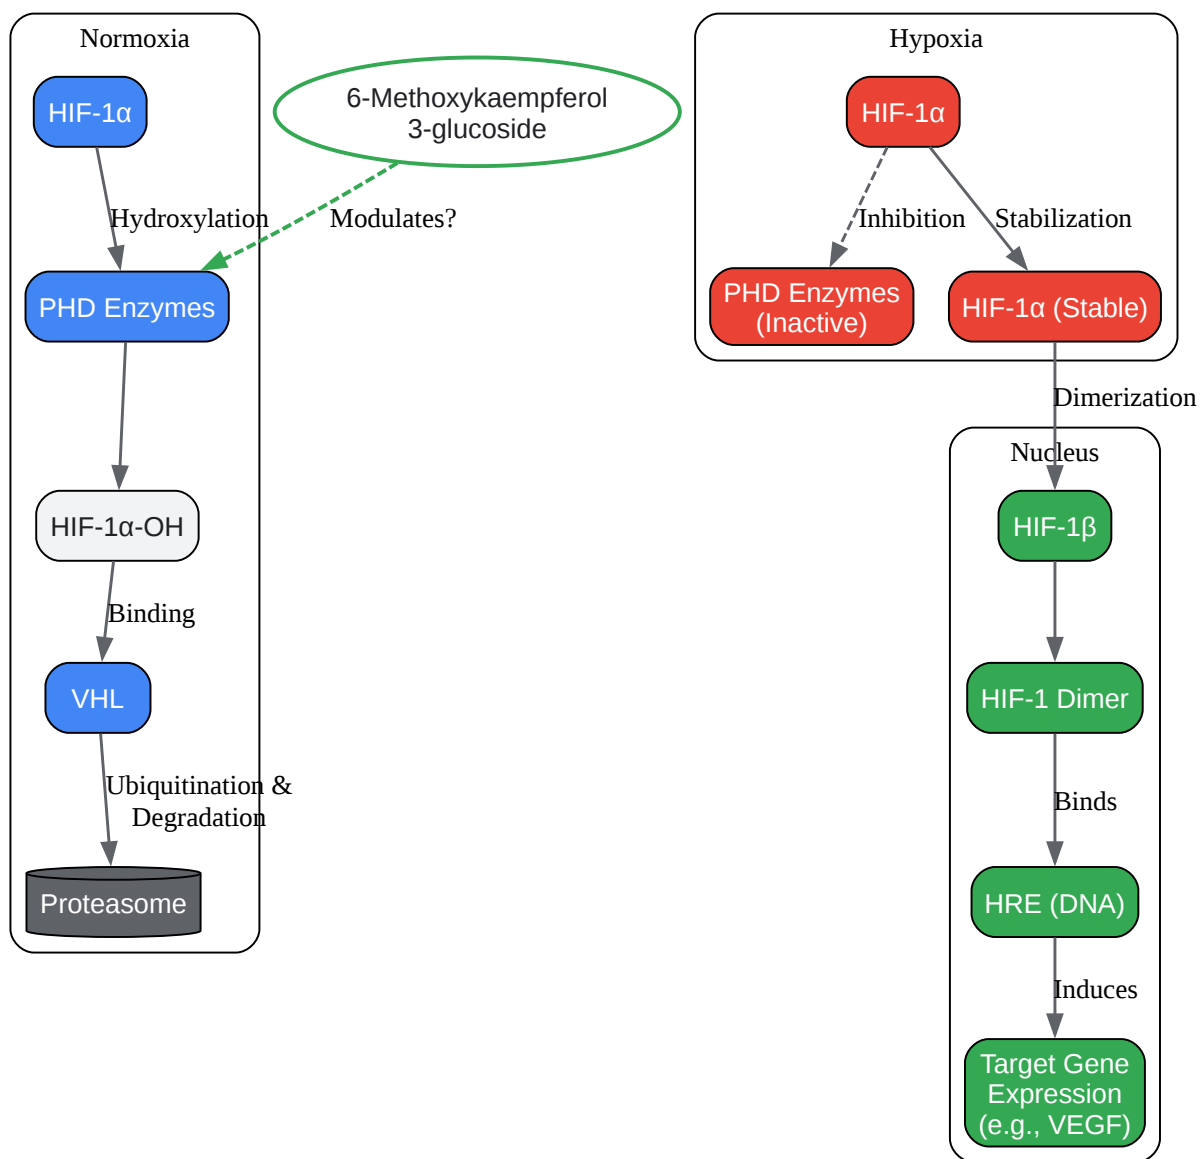 Normoxia
HIF-1α
Hydroxylation
PHD Enzymes
HIF-1α-OH
Binding
VHL
Ubiquitination &
Degradation
Proteasome
6-Methoxykaempferol
3-glucoside
Modulates?
Hypoxia
HIF-1α
Inhibition
Stabilization
PHD Enzymes
(Inactive)
HIF-1α (Stable)
Dimerization
Nucleus
HIF-1β
HIF-1 Dimer
Binds
HRE (DNA)
Induces
Target Gene
Expression
(e.g., VEGF)